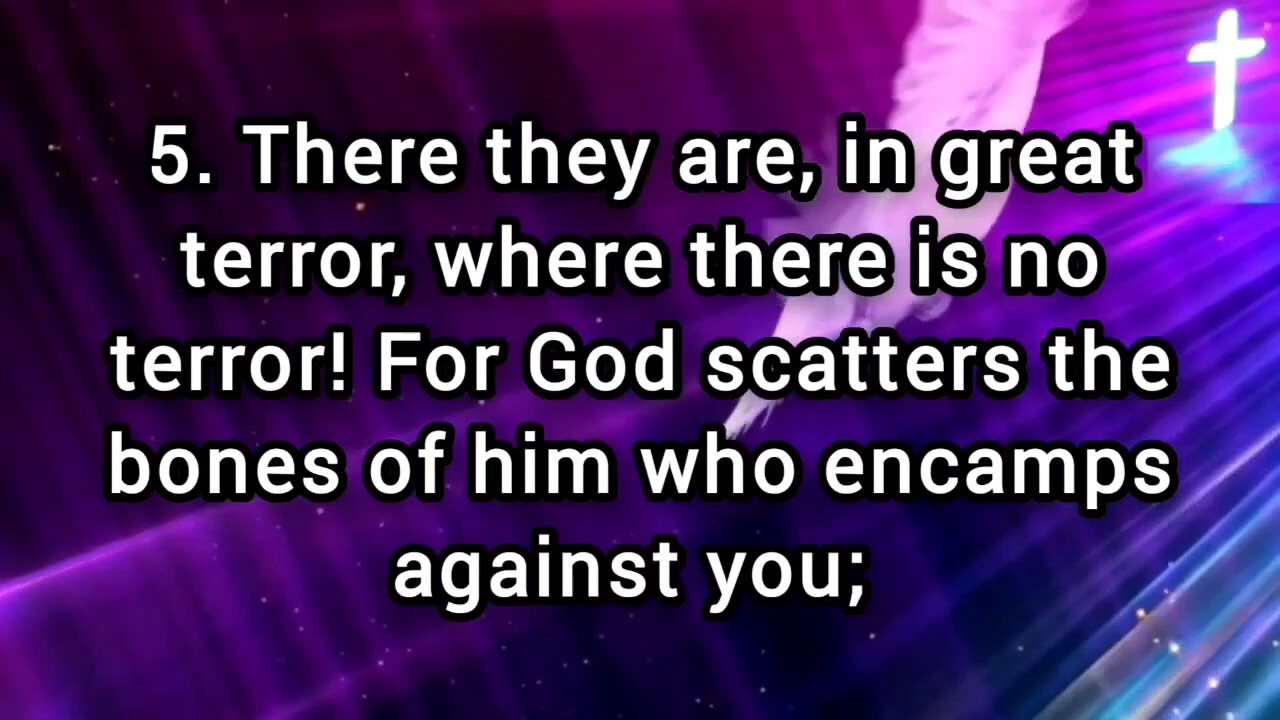 5. There they are, in great
terror, where there is no
terror! For God scatters the
bones of him who encamps
against you;